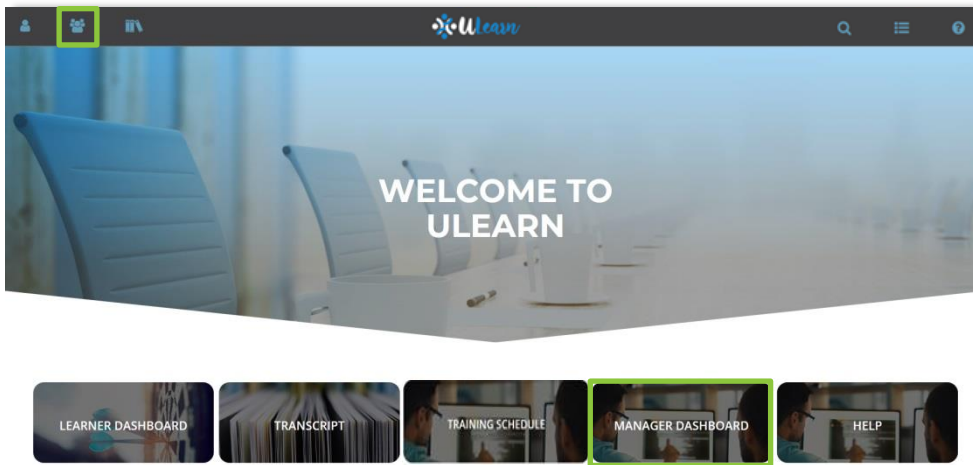 ULearn
WELCOME TO
ULEARN
LEARNER DASHBOARD
TRANSCRIPT
TRAINING SCHEDULE
MANAGER DASHBOARD
HELP